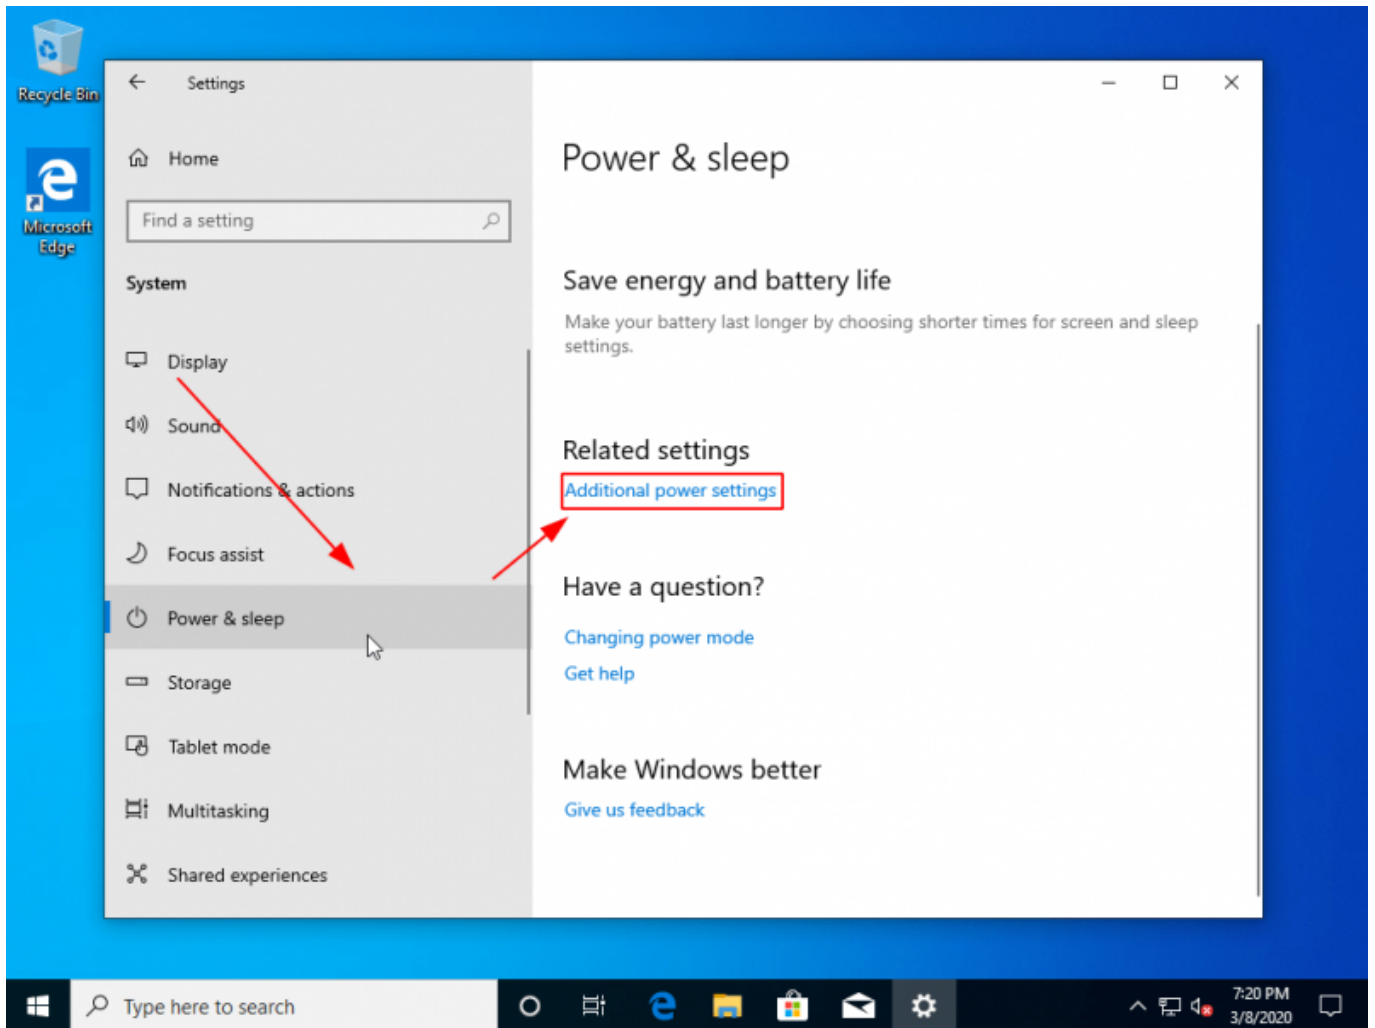 Recycle Bin
Microsoft
Edge
Settings
Home
Find a setting
System
Display
Sound
Notifications & actions
Focus assist
Power & sleep
Storage
Tablet mode
Multitasking
Shared experiences
Power & sleep
Save energy and battery life
Make your battery last longer by choosing shorter times for screen and sleep
settings.
Related settings
Additional power settings
Have a question?
Changing power mode
Get help
Make Windows better
Give us feedback
Type here to search
7:20 PM
3/8/2020